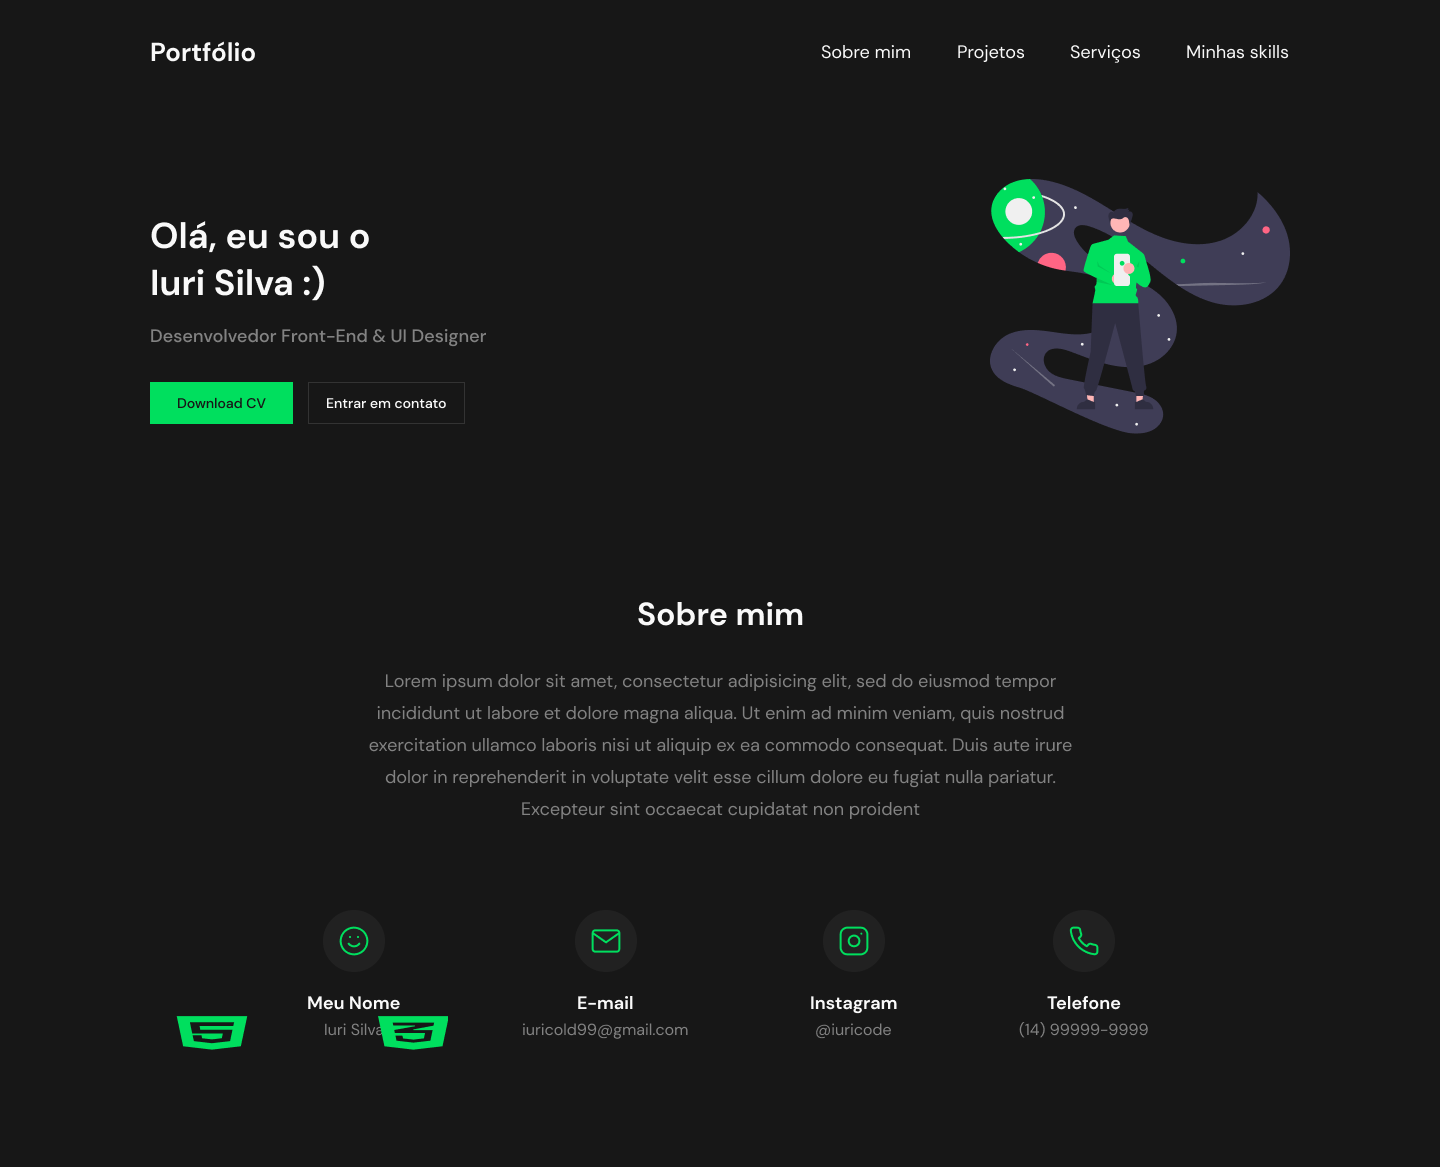 Portfólio
Sobre mim
Projetos
Serviços
Minhas skills
Olá, eu sou o
Iuri Silva :)
Desenvolvedor Front-End & UI Designer
Download CV
Entrar em contato
Sobre mim
Lorem ipsum dolor sit amet, consectetur adipisicing elit, sed do eiusmod tempor
incididunt ut labore et dolore magna aliqua. Ut enim ad minim veniam, quis nostrud
exercitation ullamco laboris nisi ut aliquip ex ea commodo consequat. Duis aute irure
dolor in reprehenderit in voluptate velit esse cillum dolore eu fugiat nulla pariatur.
Excepteur sint occaecat cupidatat non proident
Meu Nome
Iuri Silva
E-mail
iuricold99@gmail.com
Instagram
@iuricode
Telefone
(14) 99999-9999